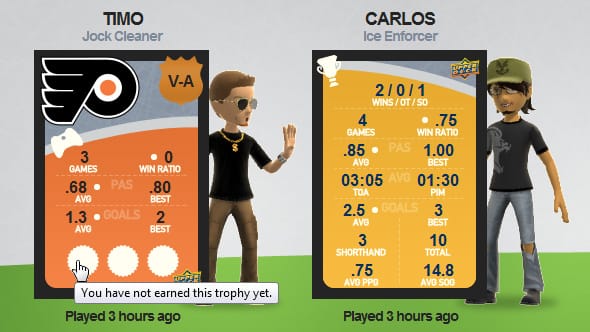 TIMO
Jock Cleaner
V-A
3 0
GAMES WIN RATIO
.68 PAS .80
AVG BEST
1.3 GOALS 2
AVG BEST
UPPER DECK
You have not earned this trophy yet.
Played 3 hours ago
CARLOS
Ice Enforcer
UPPER DECK
2 / 0 / 1
WINS / OT / SO
4 .75
GAMES WIN RATIO
.85 PAS 1.00
AVG BEST
03:05 AVG 01:30
TOA PIM
2.5 GOALS 3
AVG BEST
3 10
SHORTHAND TOTAL
.75 14.8
AVG PPG AVG SOG
Played 3 hours ago